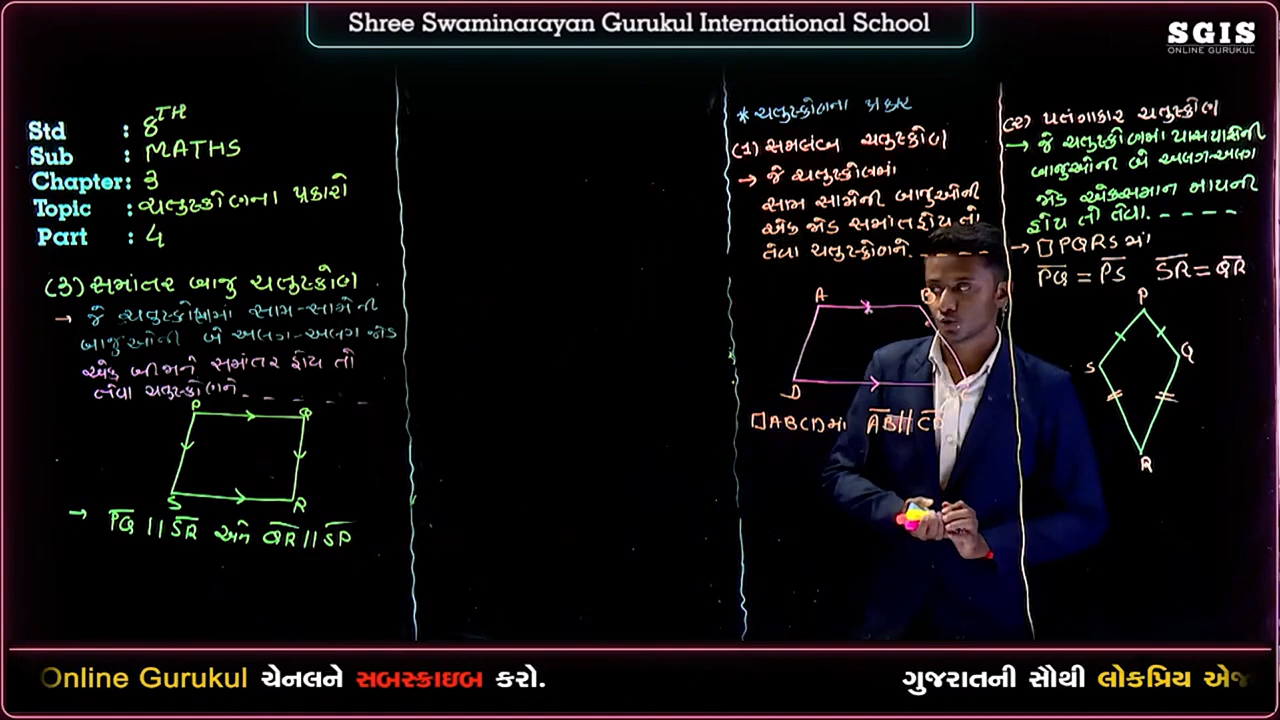 Shree Swaminarayan Gurukul International School
SGIS
ONLINE GURUKUL
Std : 8TH
Sub : MATHS
Chapter: 3
Topic : ચતુષ્કોણના પ્રકારો
Part : 4
(3) સમાંતર બાજુ ચતુષ્કોણ
→ જે ચતુષ્કોણમાં સામ-સામેની
બાજુઓની બે અલગ-અલગ જોડ
એક બીજાને સમાંતર હોય તો
તેવા ચતુષ્કોણને _ _ _ _ _ _ _
P Q
S R
→ PQ || SR અને QR || SP
* ચતુષ્કોણના પ્રકાર
(1) સમલંબ ચતુષ્કોણ
→ જે ચતુષ્કોણમાં
સામ સામેની બાજુઓની
એક જોડ સમાંતર હોય તો
તેવા ચતુષ્કોણને _ _ _ _ _
A B
D C
□ABCDમાં AB || CD
(2) પતંગાકાર ચતુષ્કોણ
→ જે ચતુષ્કોણમાં પાસપાસેની
બાજુઓની બે અલગ-અલગ
જોડ એકસમાન માપની
હોય તો તેવા _ _ _ _ _
→ □PQRS માં
PQ = PS SR = QR
P
S Q
R
Online Gurukul ચેનલને સબસ્ક્રાઇબ કરો.
ગુજરાતની સૌથી લોકપ્રિય એજ